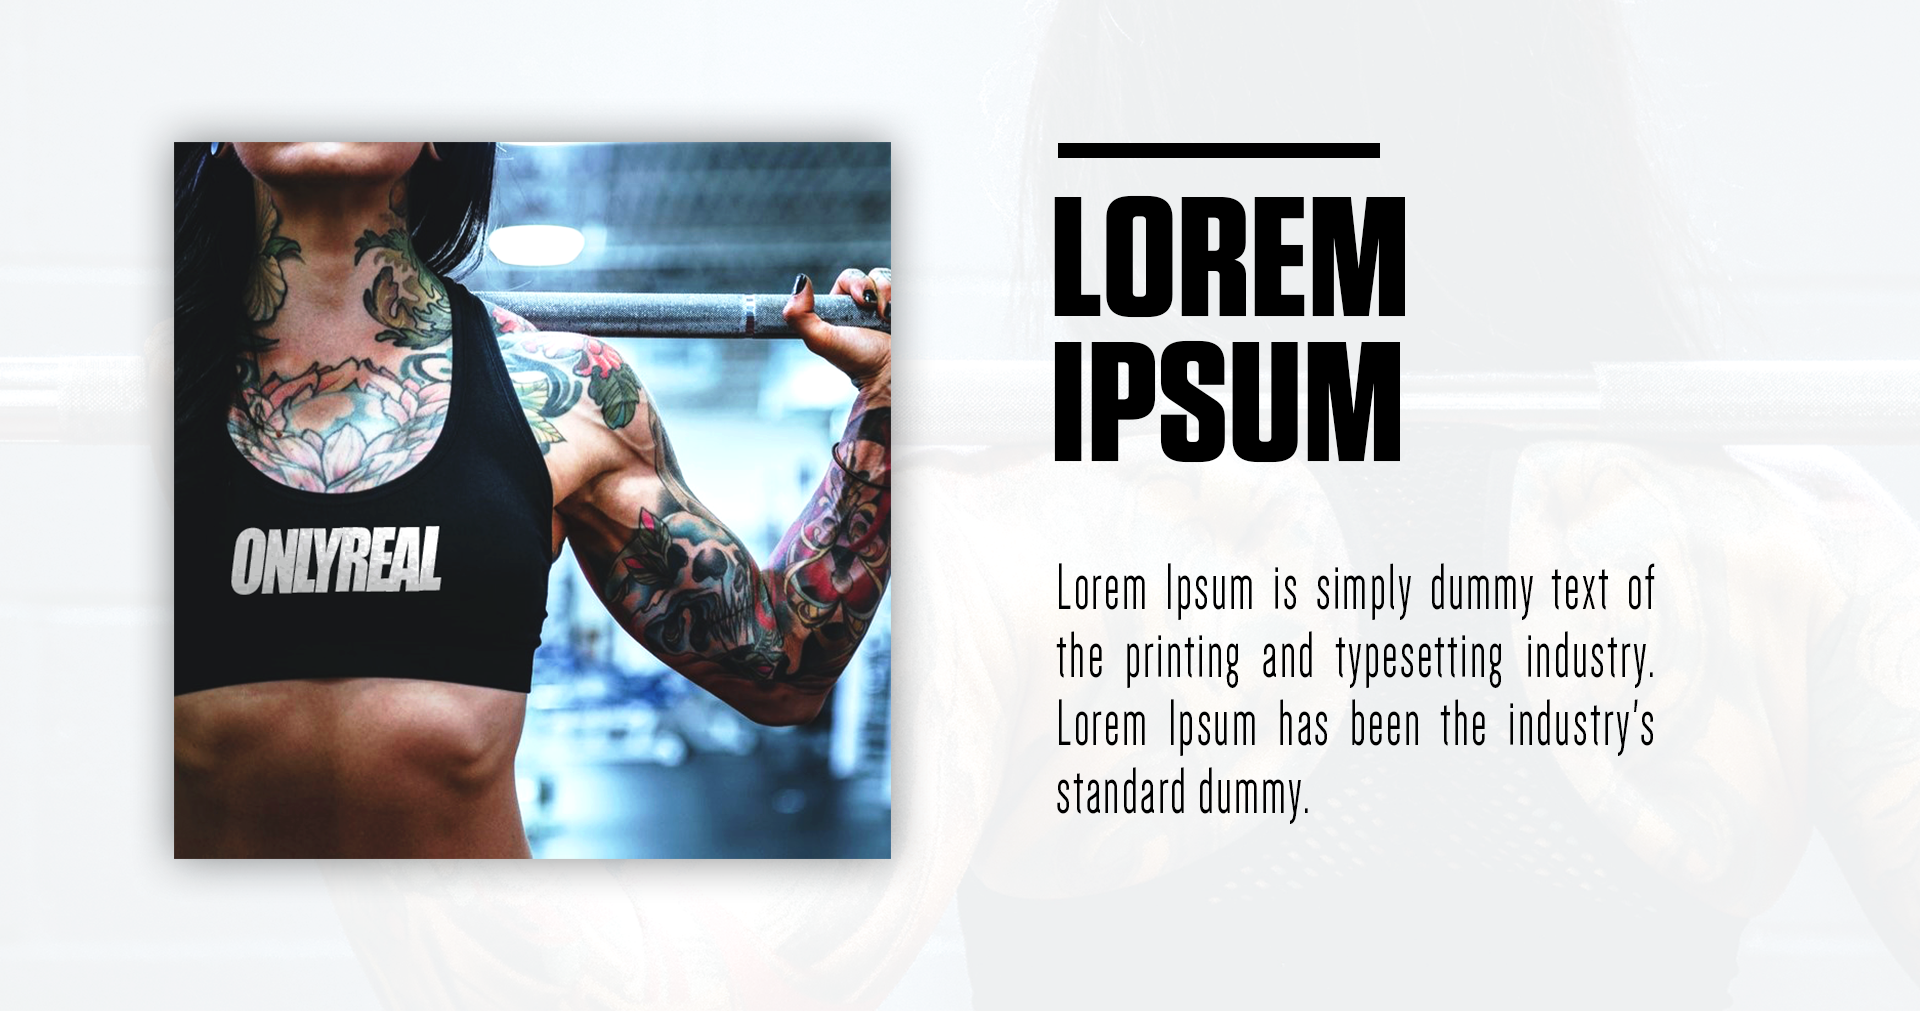 ONLYREAL
LOREM
IPSUM
Lorem Ipsum is simply dummy text of
the printing and typesetting industry.
Lorem Ipsum has been the industry's
standard dummy.